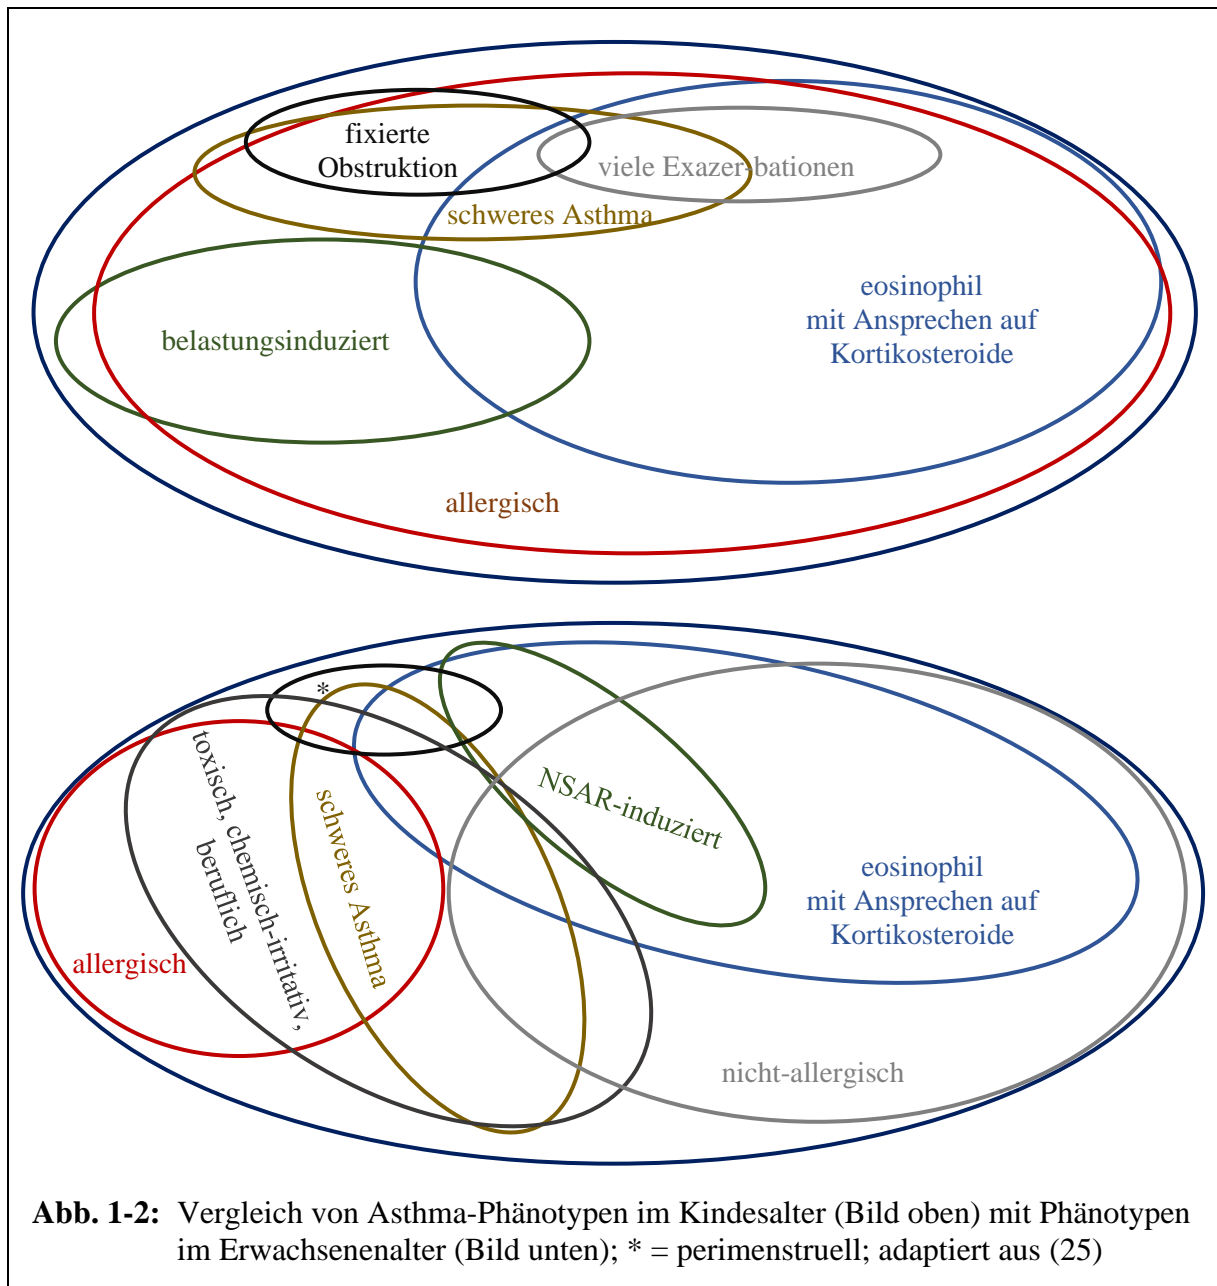 fixierte
Obstruktion
viele Exazer-bationen
schweres Asthma
eosinophil
mit Ansprechen auf
Kortikosteroide
belastungsinduziert
allergisch
*
toxisch, chemisch-irritativ,
beruflich
schweres Asthma
NSAR-induziert
eosinophil
mit Ansprechen auf
Kortikosteroide
allergisch
nicht-allergisch
Abb. 1-2: Vergleich von Asthma-Phänotypen im Kindesalter (Bild oben) mit Phänotypen
im Erwachsenenalter (Bild unten); * = perimenstruell; adaptiert aus (25)